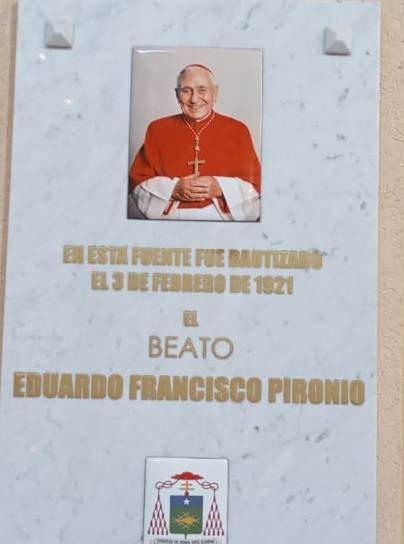 EN ESTA FUENTE FUE BAUTIZADO
EL 3 DE FEBRERO DE 1921
EL
BEATO
EDUARDO FRANCISCO PIRONIO